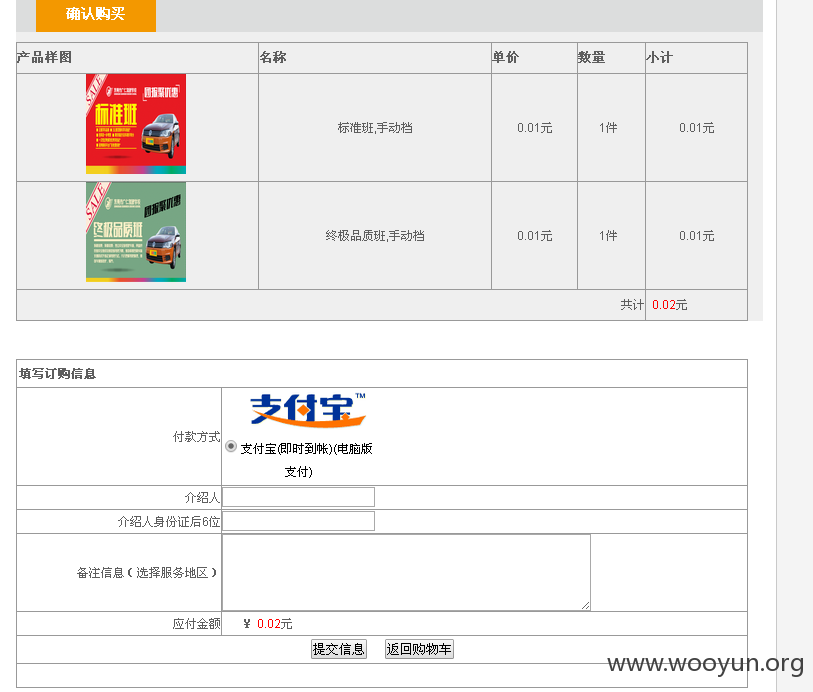 确认购买
产品样图 名称 单价 数量 小计
SALE
标准班
标准班,手动档 0.01元 1件 0.01元
SALE
终极品质班
终极品质班,手动档 0.01元 1件 0.01元
共计 0.02元
填写订购信息
支付宝™
付款方式
支付宝(即时到帐)(电脑版
支付)
介绍人
介绍人身份证后6位
备注信息(选择服务地区)
应付金额 ¥ 0.02元
提交信息 返回购物车
www.wooyun.org